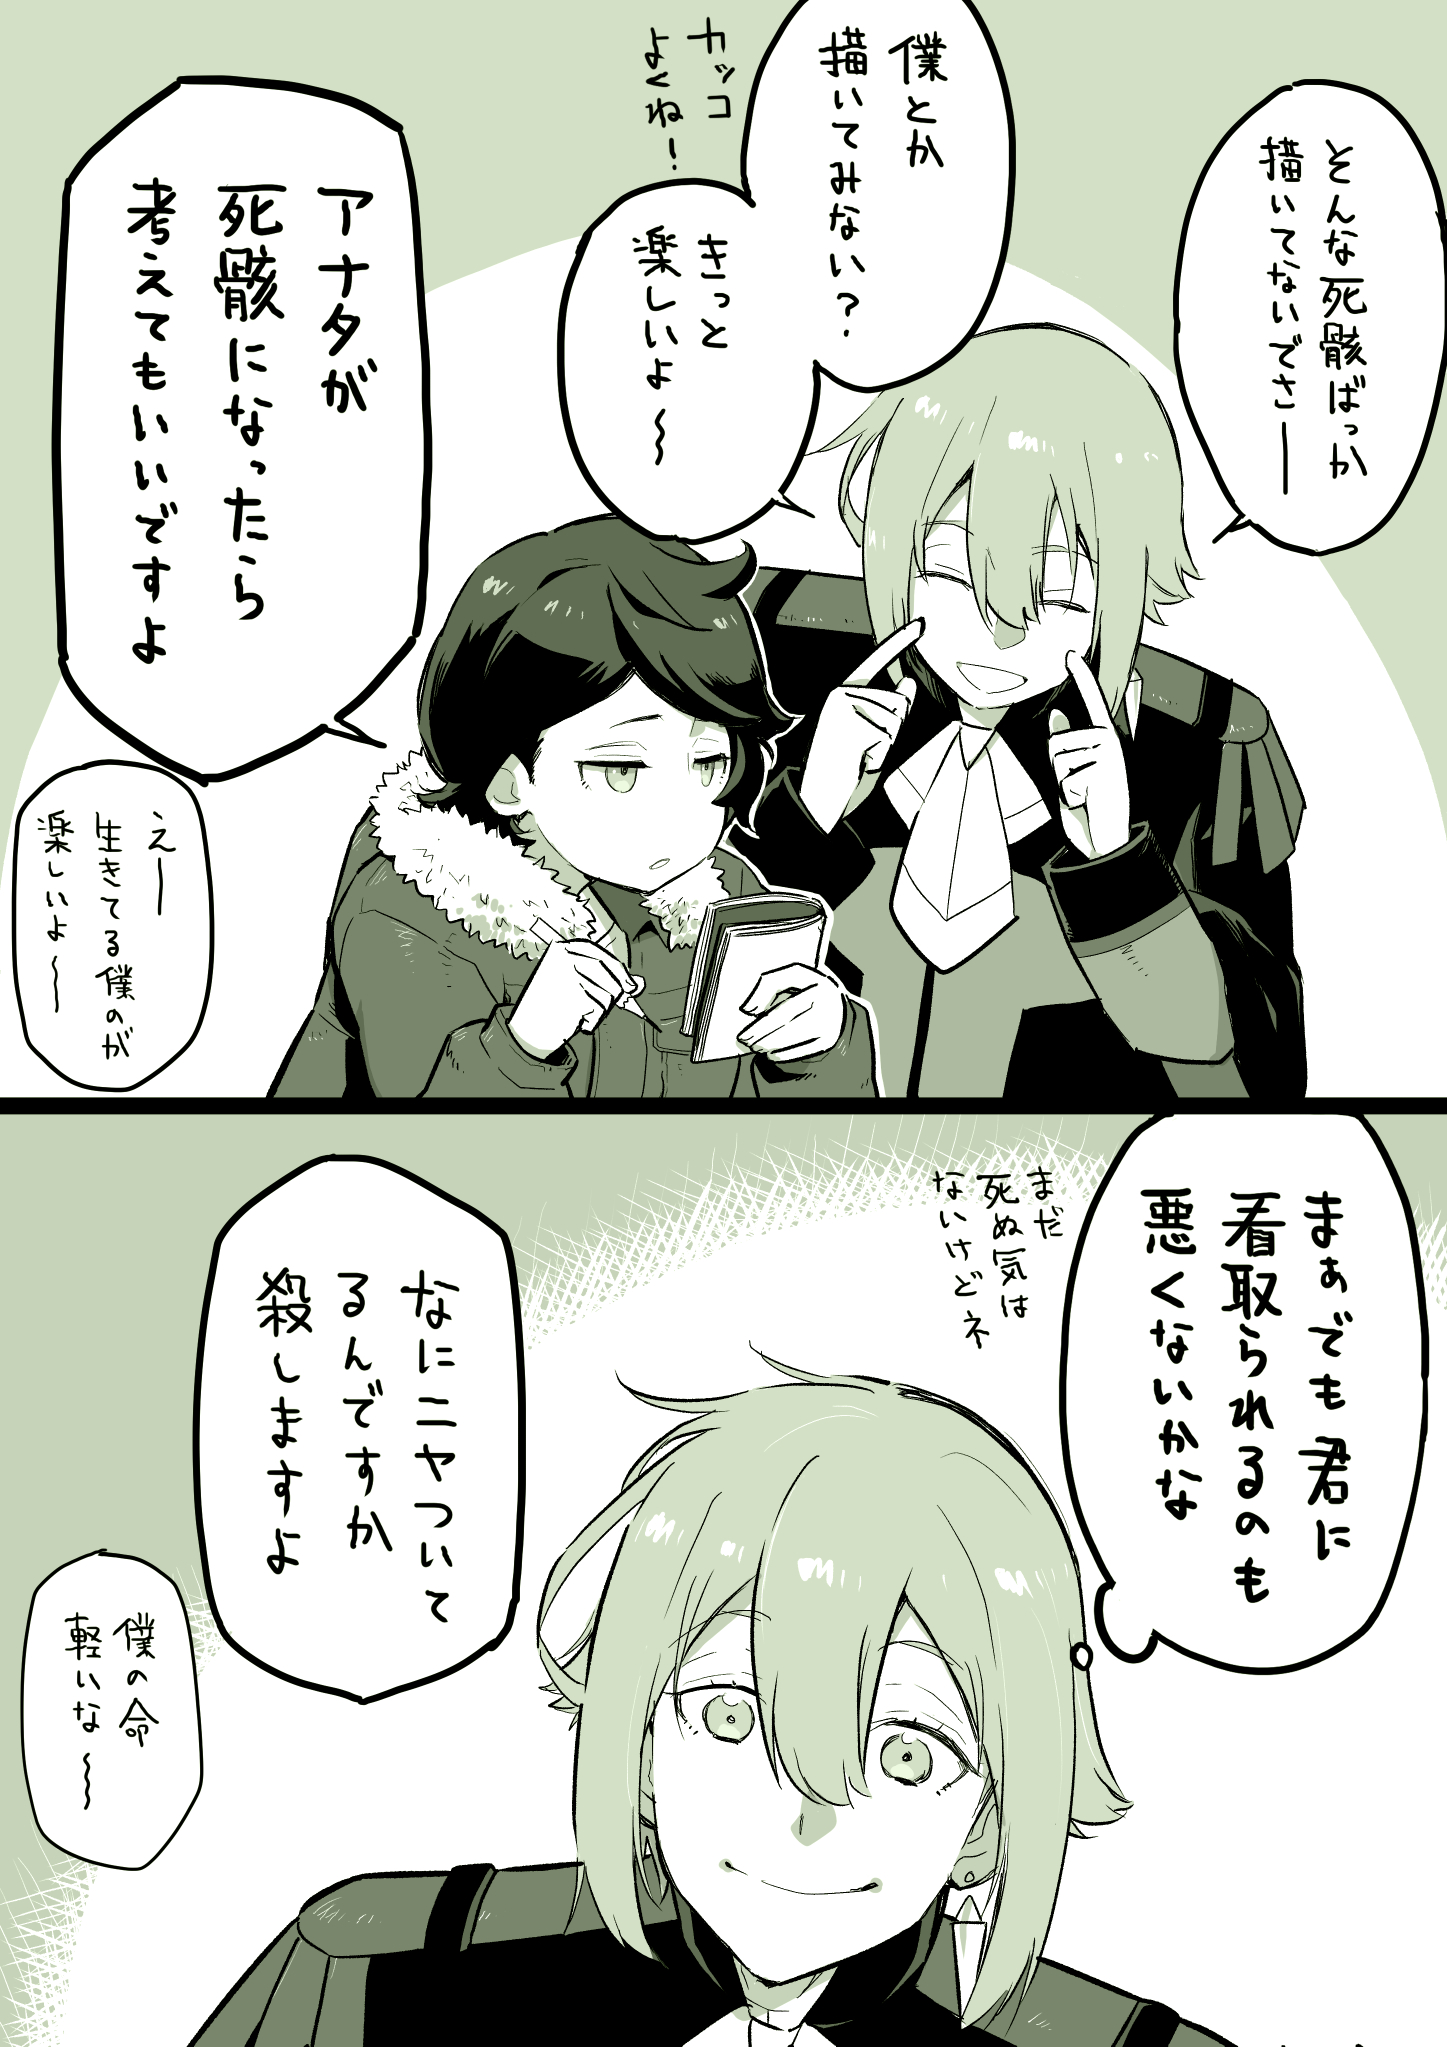 そんな死骸ばっか
描いてないでさー
僕とか
描いてみない?
カッコ
よくね!
きっと
楽しいよ〜
アナタが
死骸になったら
考えてもいいですよ
えー
生きてる僕のが
楽しいよ〜
まぁでも君に
看取られるのも
悪くないかな
まだ
死ぬ気は
ないけどネ
なにニヤついて
るんですか
殺しますよ
僕の命
軽いな〜